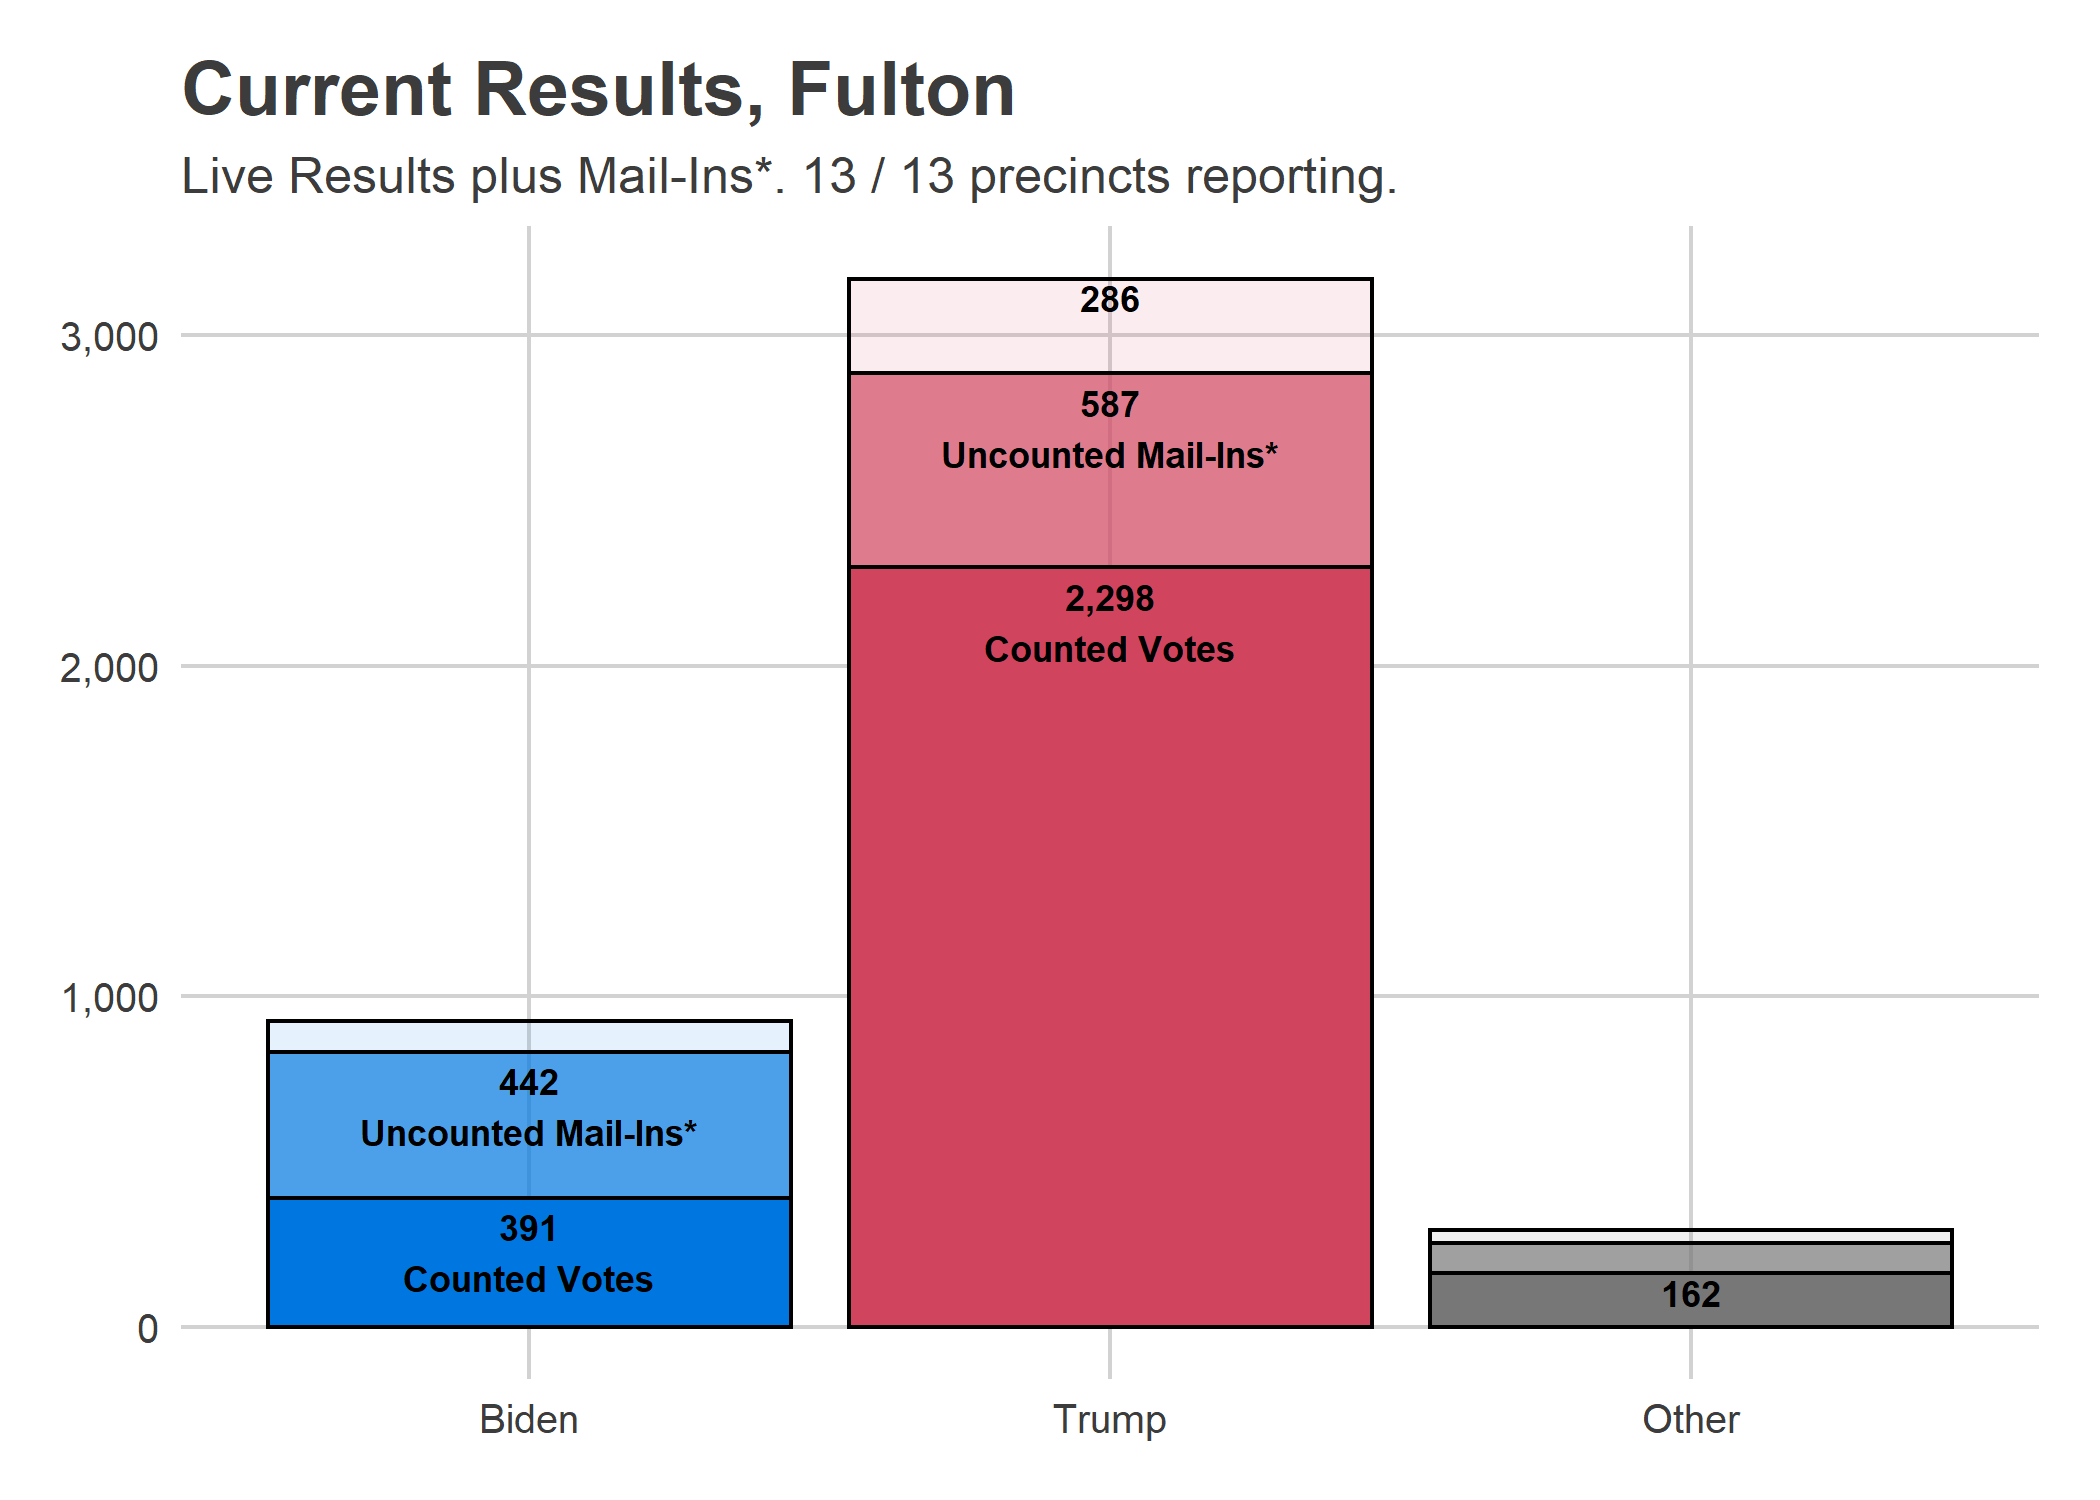 Current Results, Fulton
Live Results plus Mail-Ins*. 13 / 13 precincts reporting.
3,000
2,000
1,000
0
286
587
Uncounted Mail-Ins*
2,298
Counted Votes
442
Uncounted Mail-Ins*
391
Counted Votes
162
Biden
Trump
Other